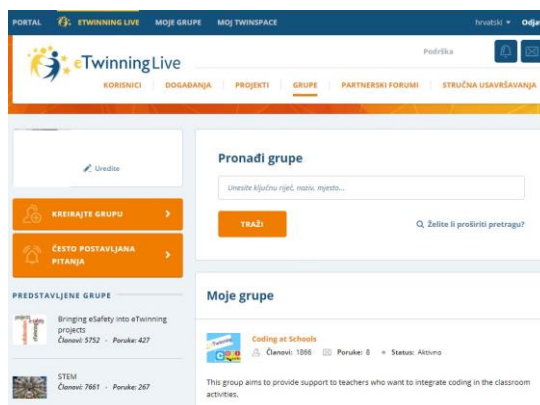 PORTAL ETWINNING LIVE MOJE GRUPE MOJ TWINSPACE hrvatski Odja
eTwinning Live
Podrška
KORISNICI DOGAĐANJA PROJEKTI GRUPE PARTNERSKI FORUMI STRUČNA USAVRŠAVANJA
Uredite
KREIRAJTE GRUPU
ČESTO POSTAVLJANA
PITANJA
PREDSTAVLJENE GRUPE
Bringing eSafety into eTwinning
projects
Članovi: 5752 - Poruke: 427
STEM
Članovi: 7661 - Poruke: 267
Pronađi grupe
Unesite ključnu riječ, naziv, mjesto...
TRAŽI
Želite li proširiti pretragu?
Moje grupe
Coding at Schools
Članovi: 1866 Poruke: 8 Status: Aktivno
This group aims to provide support to teachers who want to integrate coding in the classroom
activities.